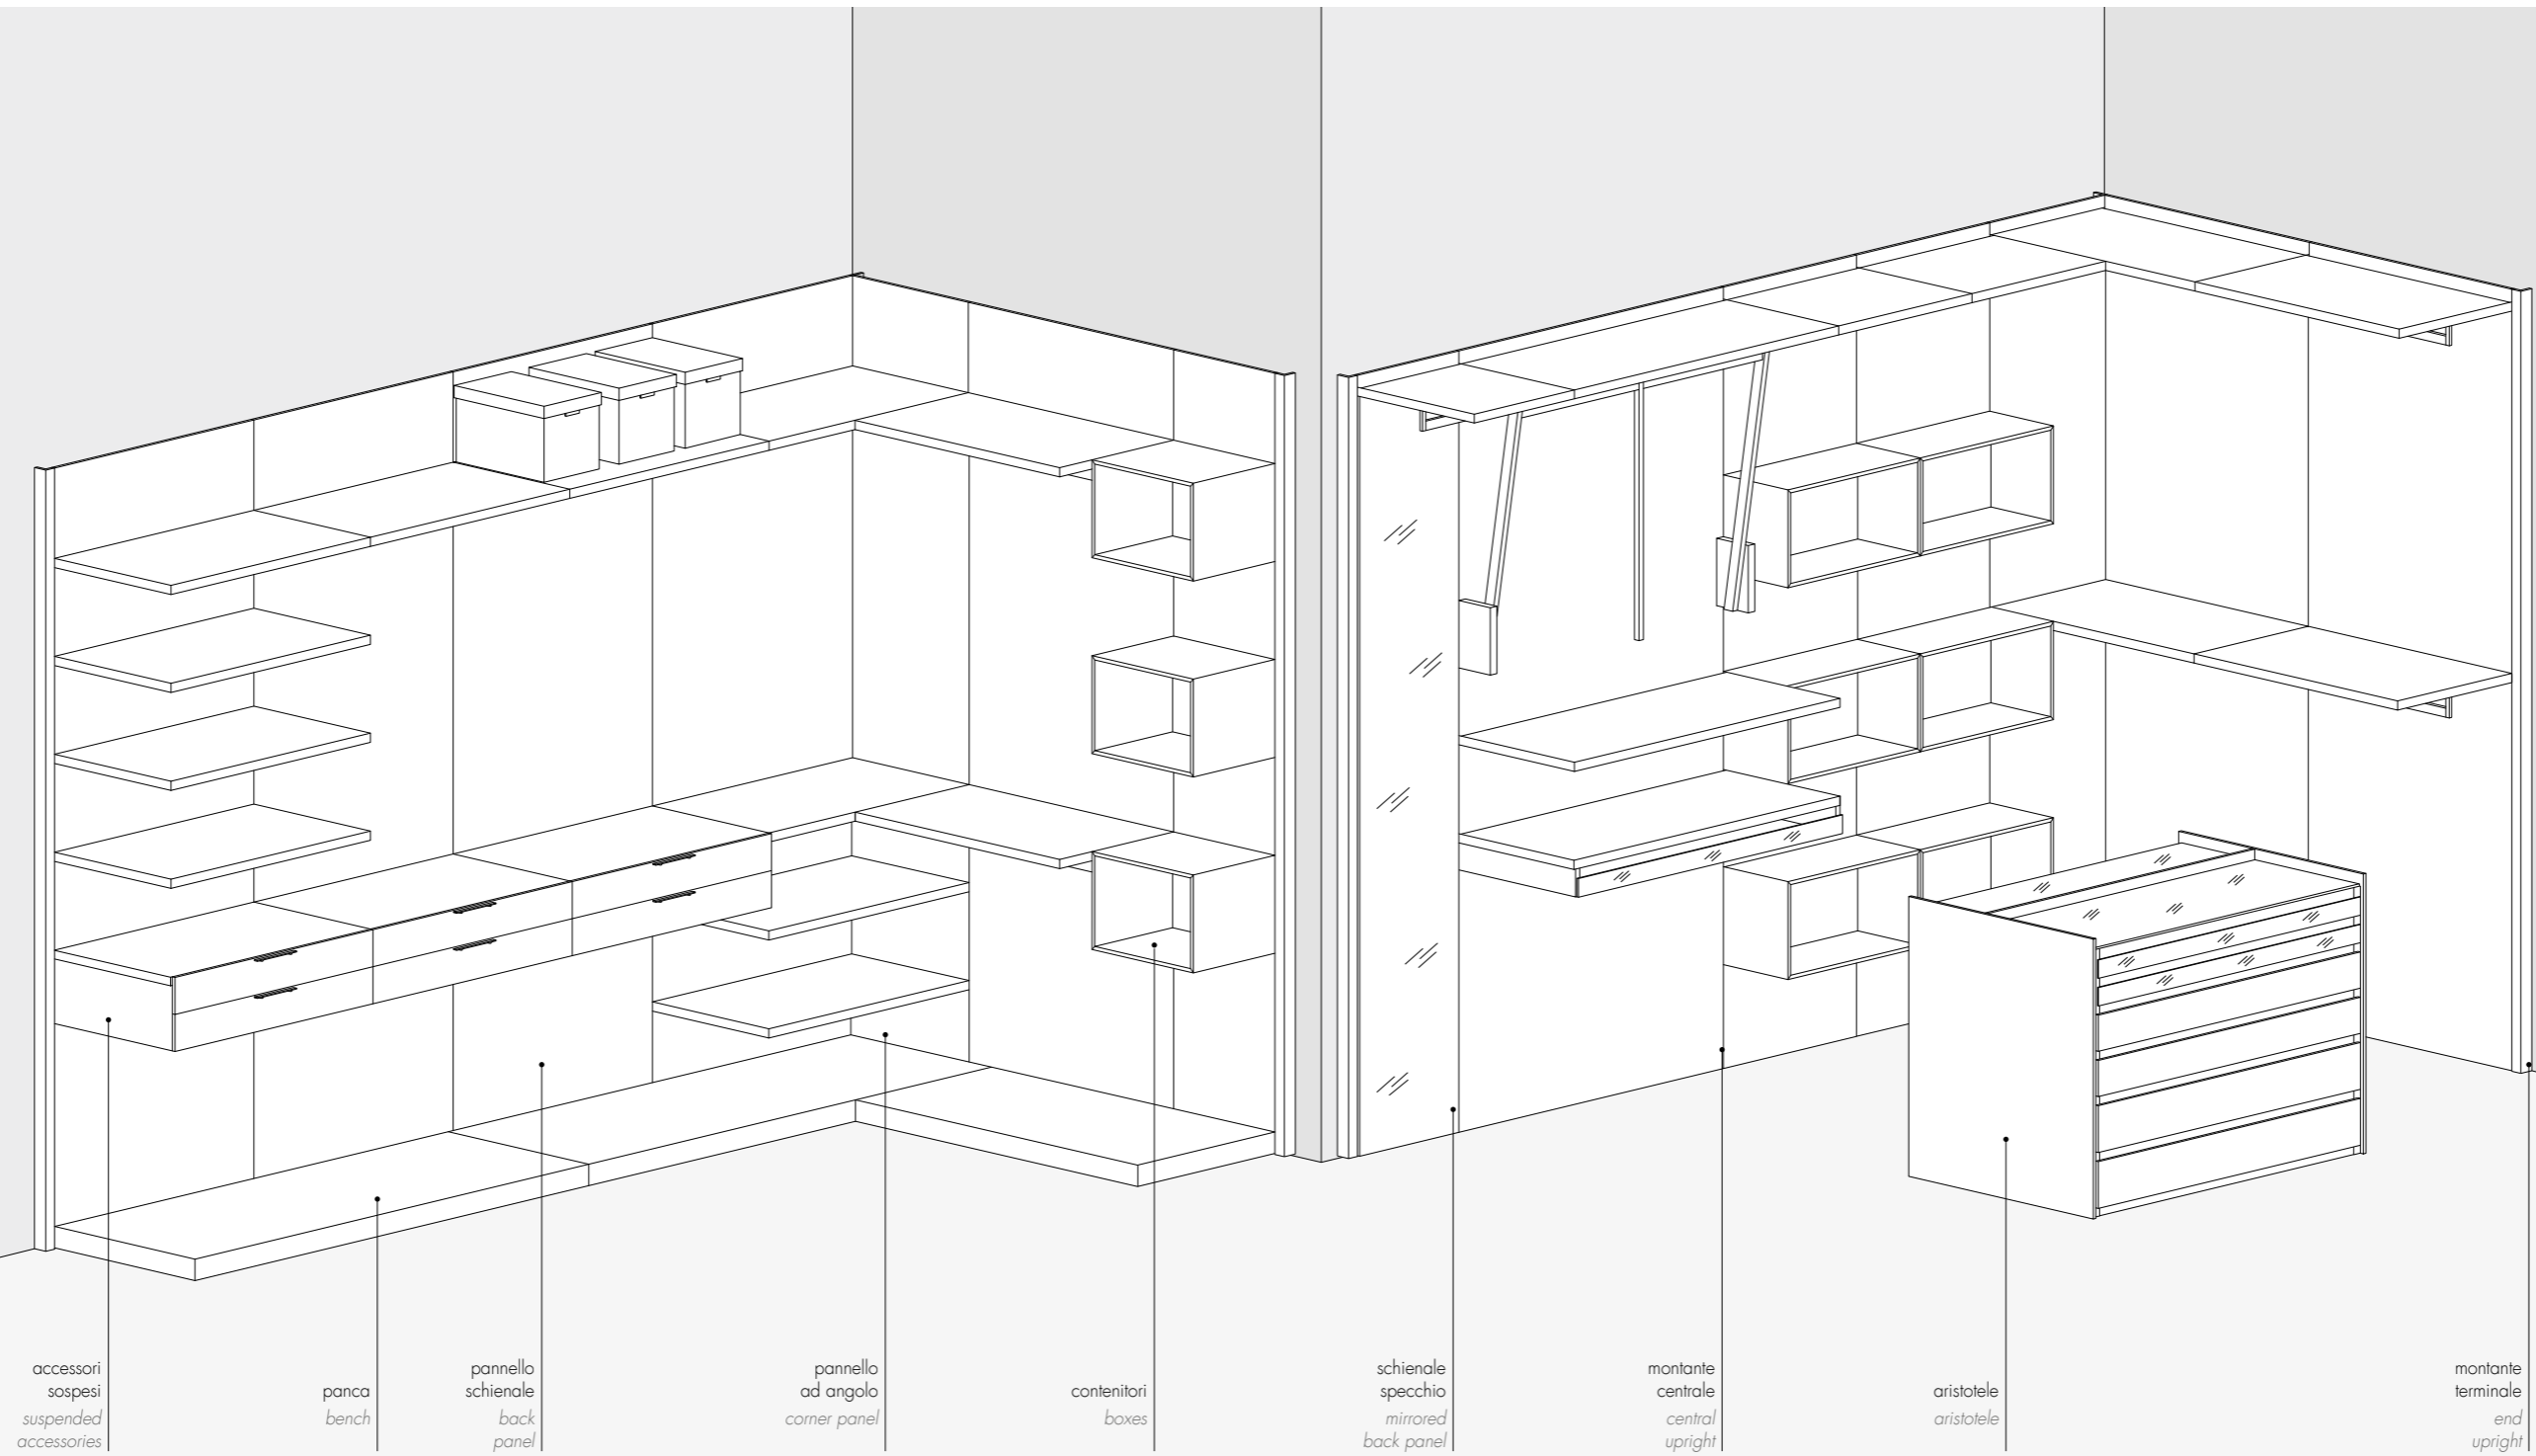 accessori
sospesi
suspended
accessories
panca
bench
pannello
schienale
back
panel
pannello
ad angolo
corner panel
contenitori
boxes
schienale
specchio
mirrored
back panel
montante
centrale
central
upright
aristotele
aristotele
montante
terminale
end
upright